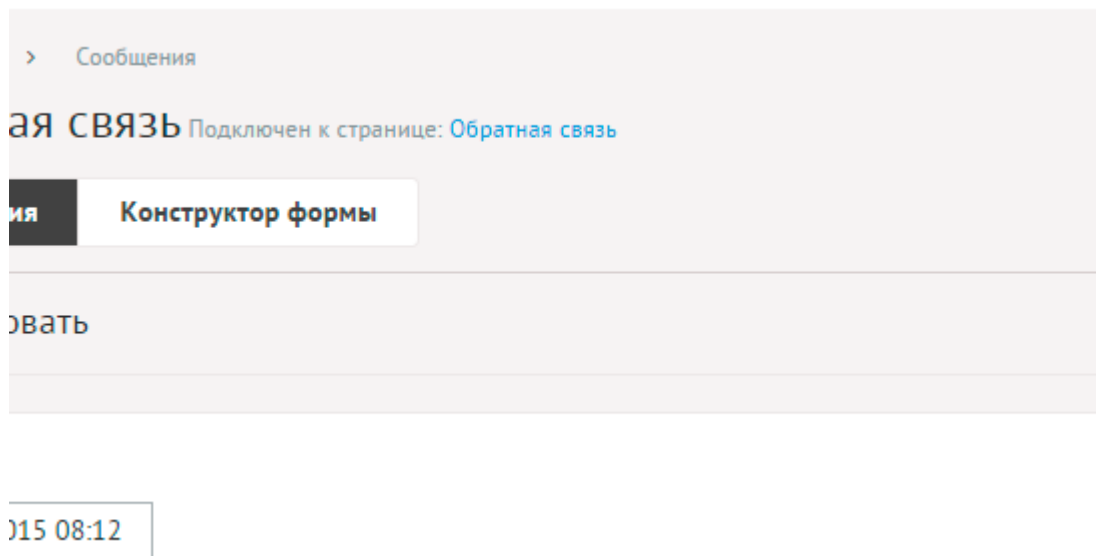 > Сообщения
ая связь Подключен к странице: Обратная связь
ия Конструктор формы
овать
015 08:12